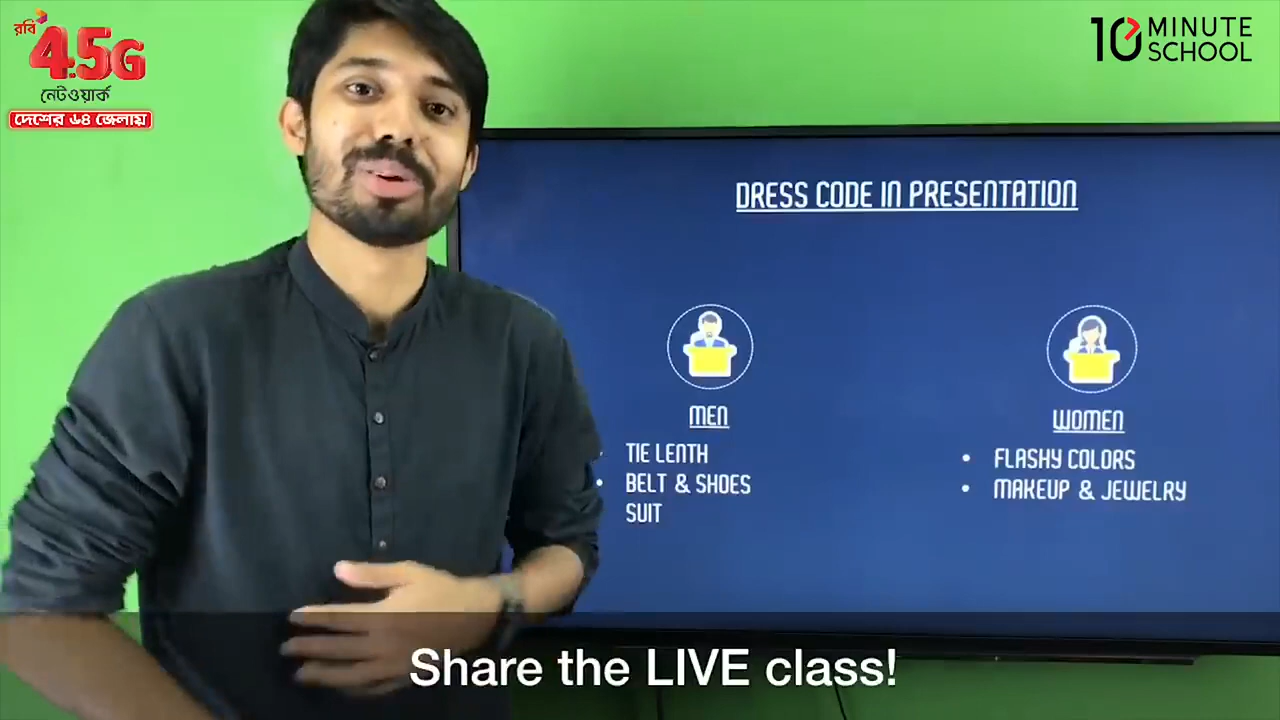 রবি
4.5G
নেটওয়ার্ক
দেশের ৬৪ জেলায়
10 MINUTE
SCHOOL
DRESS CODE IN PRESENTATION
MEN
• TIE LENTH
• BELT & SHOES
SUIT
WOMEN
• FLASHY COLORS
• MAKEUP & JEWELRY
Share the LIVE class!